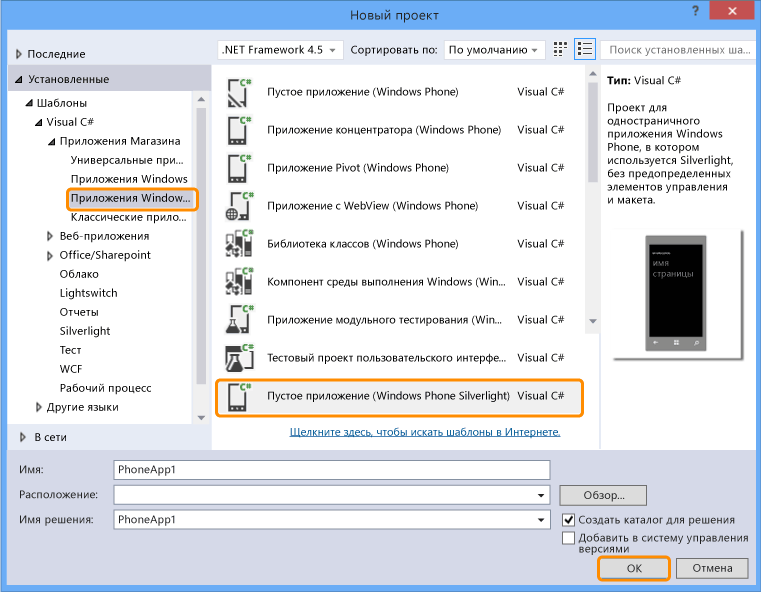 Новый проект
?
Последние
.NET Framework 4.5
Сортировать по:
По умолчанию
Поиск установленных ша...
Установленные
Шаблоны
Visual C#
Приложения Магазина
Универсальные при...
Приложения Windows
Приложения Window...
Классические прило...
Веб-приложения
Office/Sharepoint
Облако
Lightswitch
Отчеты
Silverlight
Тест
WCF
Рабочий процесс
Другие языки
В сети
C# Пустое приложение (Windows Phone) Visual C#
C# Приложение концентратора (Windows Phone) Visual C#
C# Приложение Pivot (Windows Phone) Visual C#
C# Приложение с WebView (Windows Phone) Visual C#
C# Библиотека классов (Windows Phone) Visual C#
C# Компонент среды выполнения Windows (Win... Visual C#
C# Приложение модульного тестирования (Win... Visual C#
C# Тестовый проект пользовательского интерфе... Visual C#
C# Пустое приложение (Windows Phone Silverlight) Visual C#
Щелкните здесь, чтобы искать шаблоны в Интернете.
Тип: Visual C#
Проект для
одностраничного
приложения Windows
Phone, в котором
используется Silverlight,
без предопределенных
элементов управления
и макета.
имя
страницы
Имя: PhoneApp1
Расположение:
Обзор...
Имя решения: PhoneApp1
Создать каталог для решения
Добавить в систему управления
версиями
OK
Отмена